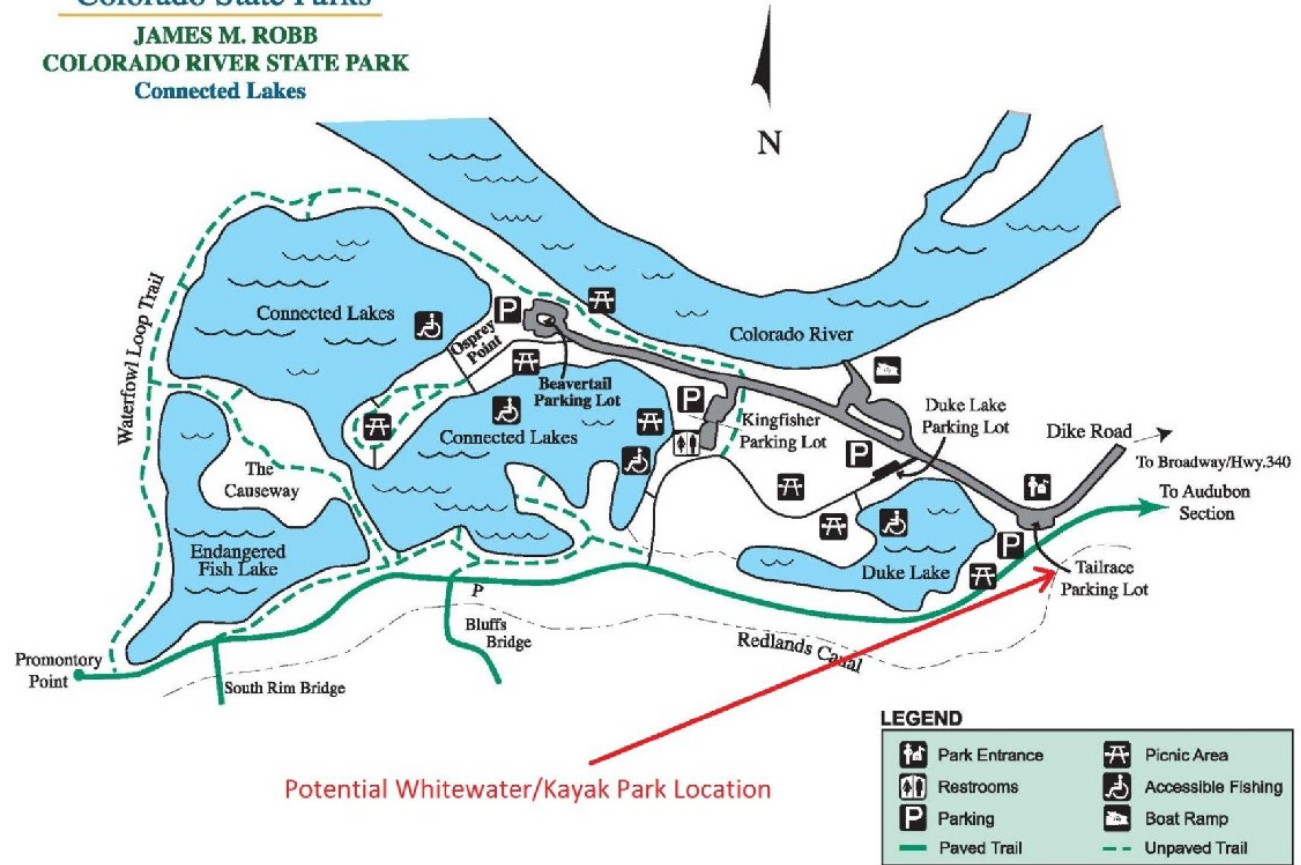 Colorado State Parks
JAMES M. ROBB
COLORADO RIVER STATE PARK
Connected Lakes
N
Waterfowl Loop Trail
Connected Lakes
P
Osprey
Point
Colorado River
Beavertail
Parking Lot
Connected Lakes
P
Kingfisher
Parking Lot
Duke Lake
Parking Lot
P
Dike Road
To Broadway/Hwy.340
To Audubon
Section
The
Causeway
Endangered
Fish Lake
Duke Lake
P
Tailrace
Parking Lot
P
Bluffs
Bridge
Redlands Canal
Promontory
Point
South Rim Bridge
Potential Whitewater/Kayak Park Location
LEGEND
Park Entrance
Picnic Area
Restrooms
Accessible Fishing
P Parking
Boat Ramp
Paved Trail
Unpaved Trail